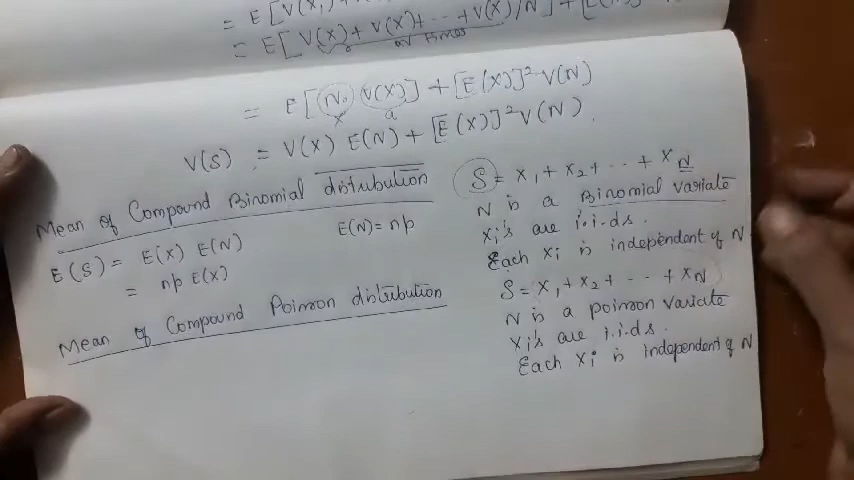 = E[V(X₁)
= E[V(X) + V(X) + ... + V(X)/N] + [E(X)]
N times
= E[N. V(X)] + [E(X)]² V(N)
x a
V(S) = V(X) E(N) + [E(X)]² V(N).
Mean of Compound Binomial distribution
E(S) = E(X) E(N) E(N) = np
= np E(X)
Mean of Compound Poisson distribution
S = X₁ + X₂ + ... + X_N
N is a Binomial variate
Xi's are i.i.d.s.
Each Xi is independent of N
S = X₁ + X₂ + ... + X_N
N is a poisson variate
Xi's are i.i.d.s.
Each Xi is independent of N